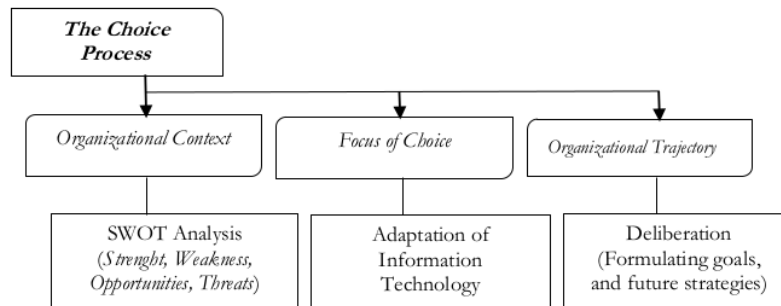 The Choice
Process
Organizational Context
Focus of Choice
Organizational Trajectory
SWOT Analysis
(Strenght, Weakness,
Opportunities, Threats)
Adaptation of
Information
Technology
Deliberation
(Formulating goals,
and future strategies)